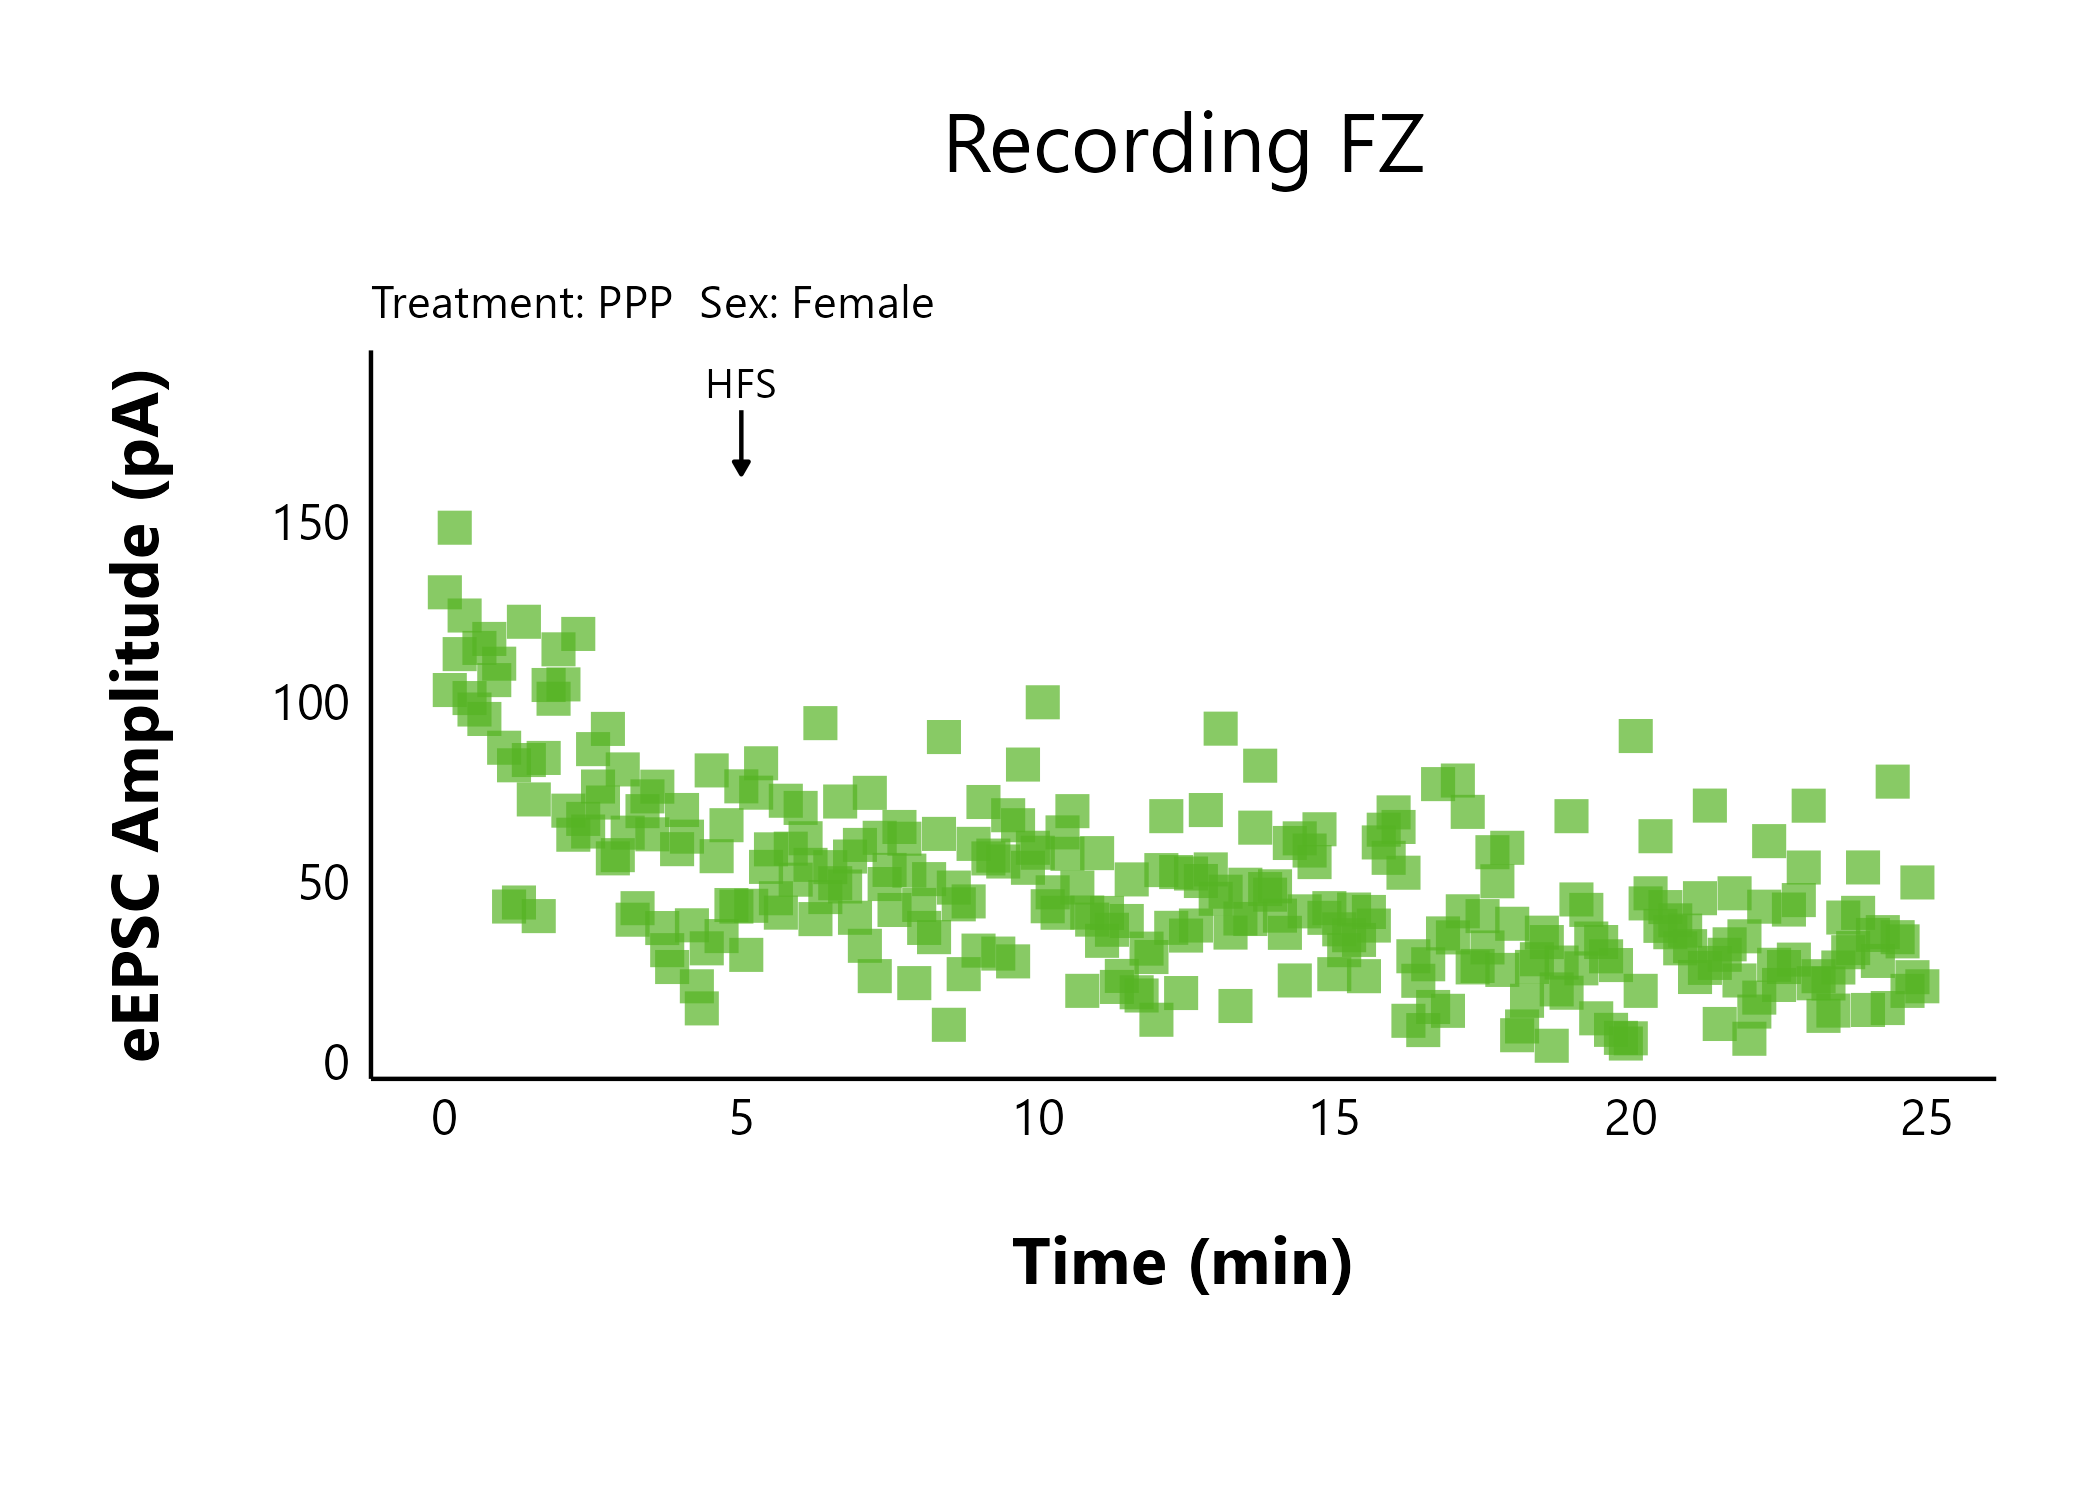 Recording FZ
Treatment: PPP  Sex: Female
HFS
eEPSC Amplitude (pA)
150
100
50
0
0 5 10 15 20 25
Time (min)